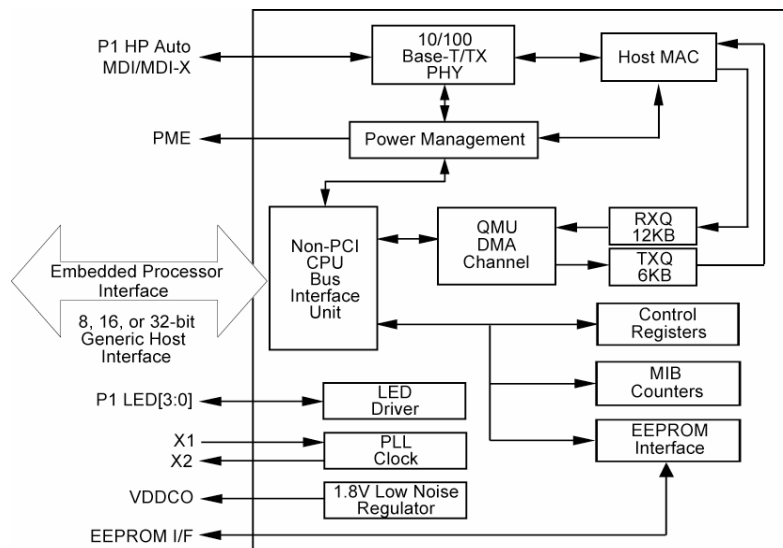 P1 HP Auto
MDI/MDI-X
10/100
Base-T/TX
PHY
Host MAC
PME
Power Management
Non-PCI
CPU
Bus
Interface
Unit
QMU
DMA
Channel
RXQ
12KB
TXQ
6KB
Embedded Processor
Interface
8, 16, or 32-bit
Generic Host
Interface
Control
Registers
MIB
Counters
EEPROM
Interface
P1 LED[3:0]
LED
Driver
X1
X2
PLL
Clock
VDDCO
1.8V Low Noise
Regulator
EEPROM I/F